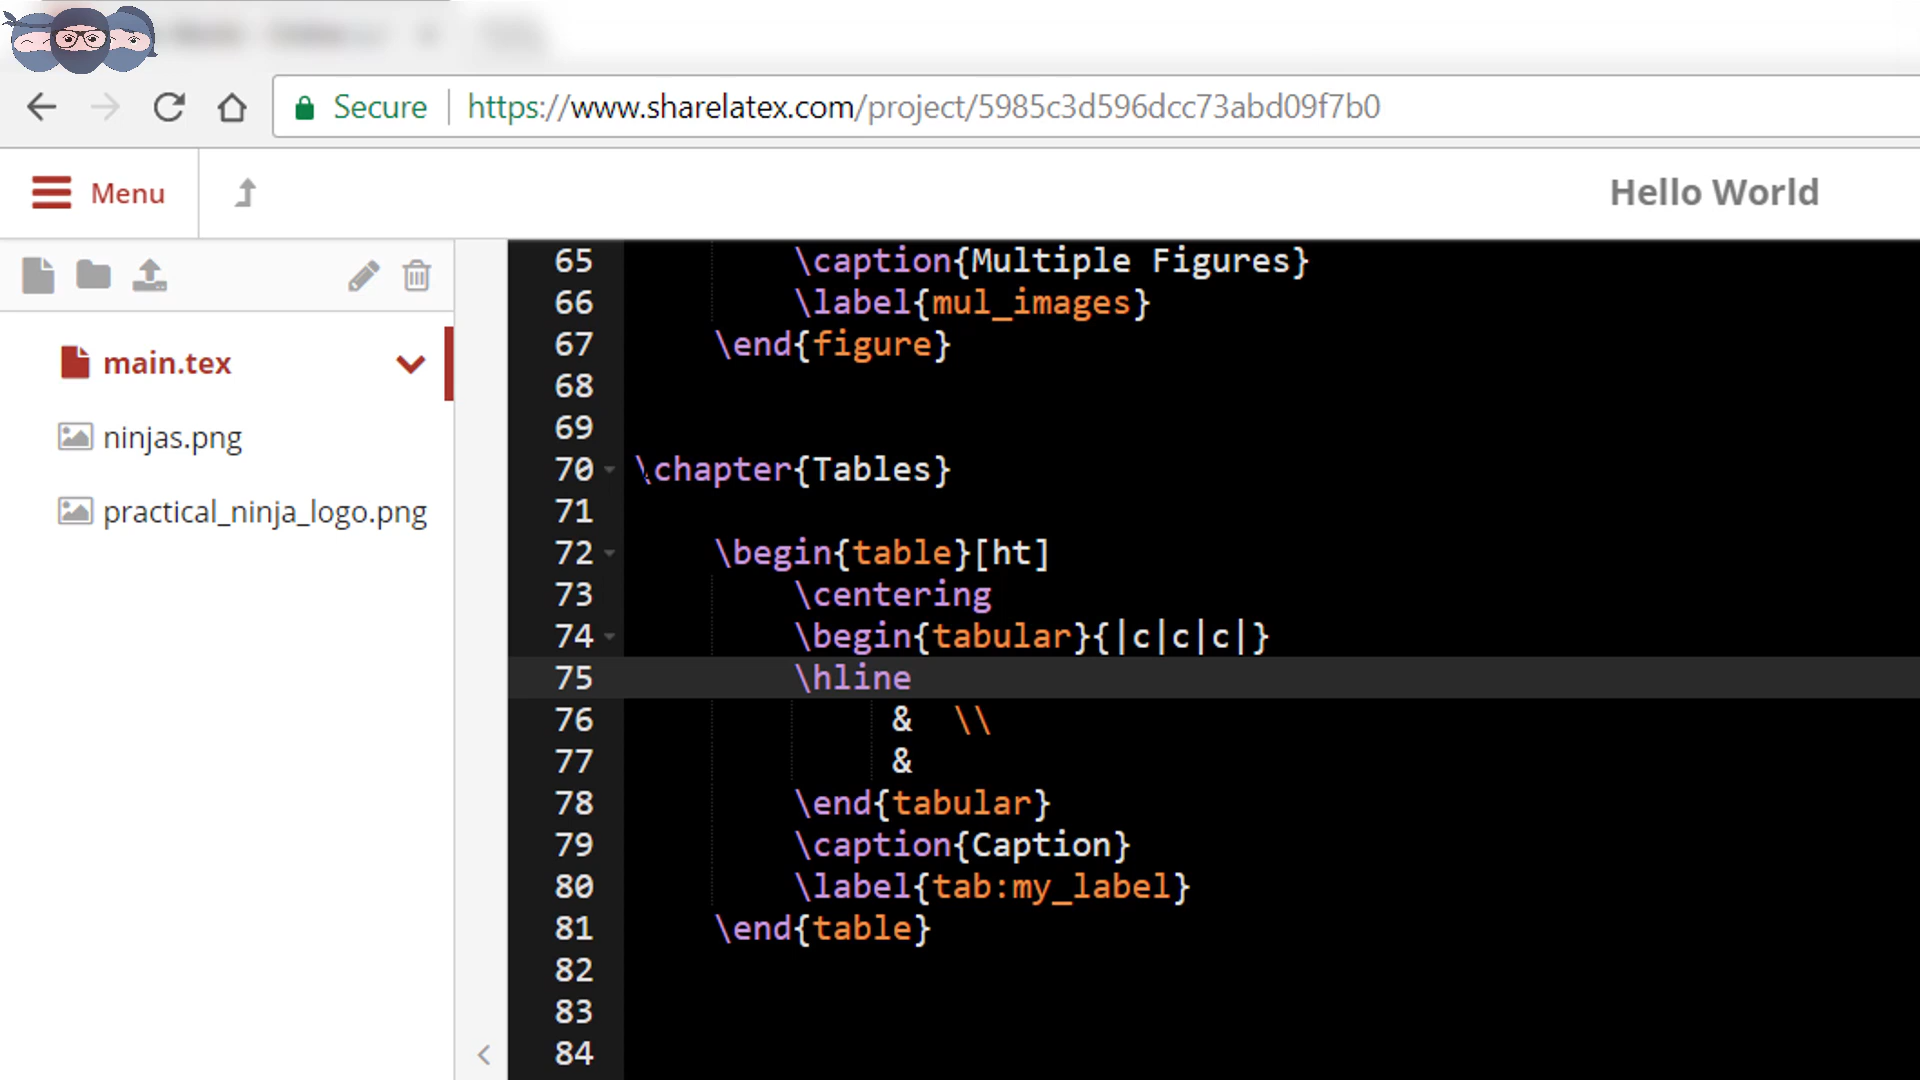 Secure https://www.sharelatex.com/project/5985c3d596dcc73abd09f7b0
Menu
Hello World
main.tex
ninjas.png
practical_ninja_logo.png
65 \caption{Multiple Figures}
66 \label{mul_images}
67 \end{figure}
68
69
70 \chapter{Tables}
71
72 \begin{table}[ht]
73 \centering
74 \begin{tabular}{|c|c|c|}
75 \hline
76 & \\
77 &
78 \end{tabular}
79 \caption{Caption}
80 \label{tab:my_label}
81 \end{table}
82
83
84